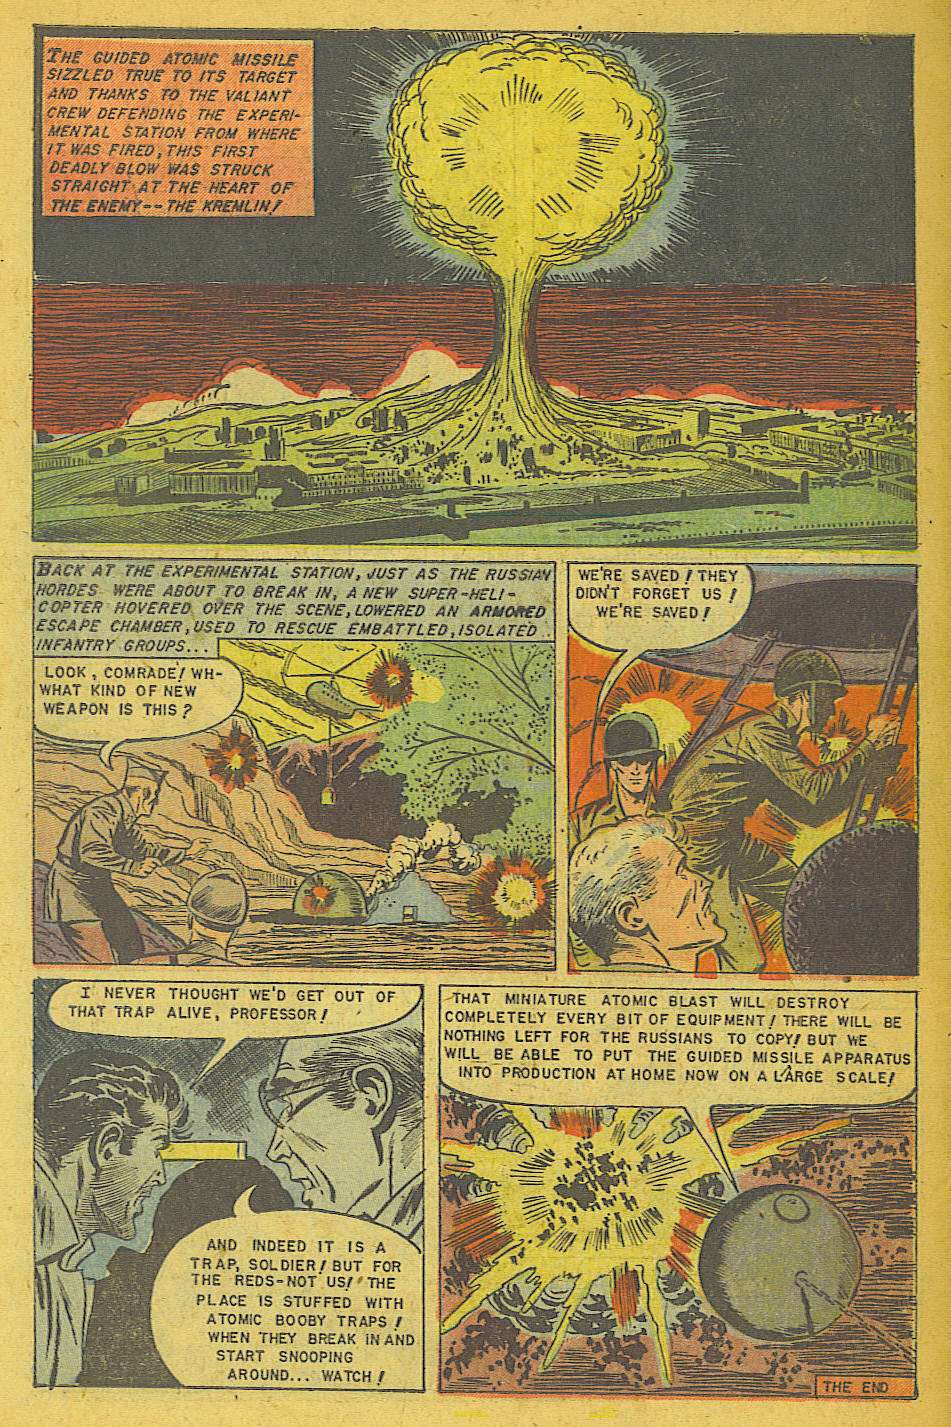 THE GUIDED ATOMIC MISSILE
SIZZLED TRUE TO ITS TARGET
AND THANKS TO THE VALIANT
CREW DEFENDING THE EXPERI-
MENTAL STATION FROM WHERE
IT WAS FIRED, THIS FIRST
DEADLY BLOW WAS STRUCK
STRAIGHT AT THE HEART OF
THE ENEMY-- THE KREMLIN!
BACK AT THE EXPERIMENTAL STATION, JUST AS THE RUSSIAN
HORDES WERE ABOUT TO BREAK IN, A NEW SUPER-HELI-
COPTER HOVERED OVER THE SCENE, LOWERED AN ARMORED
ESCAPE CHAMBER, USED TO RESCUE EMBATTLED, ISOLATED
INFANTRY GROUPS...
LOOK, COMRADE! WH-
WHAT KIND OF NEW
WEAPON IS THIS?
WE'RE SAVED! THEY
DIDN'T FORGET US!
WE'RE SAVED!
I NEVER THOUGHT WE'D GET OUT OF
THAT TRAP ALIVE, PROFESSOR!
AND INDEED IT IS A
TRAP, SOLDIER! BUT FOR
THE REDS-NOT US! THE
PLACE IS STUFFED WITH
ATOMIC BOOBY TRAPS!
WHEN THEY BREAK IN AND
START SNOOPING
AROUND... WATCH!
THAT MINIATURE ATOMIC BLAST WILL DESTROY
COMPLETELY EVERY BIT OF EQUIPMENT! THERE WILL BE
NOTHING LEFT FOR THE RUSSIANS TO COPY! BUT WE
WILL BE ABLE TO PUT THE GUIDED MISSILE APPARATUS
INTO PRODUCTION AT HOME NOW ON A LARGE SCALE!
THE END